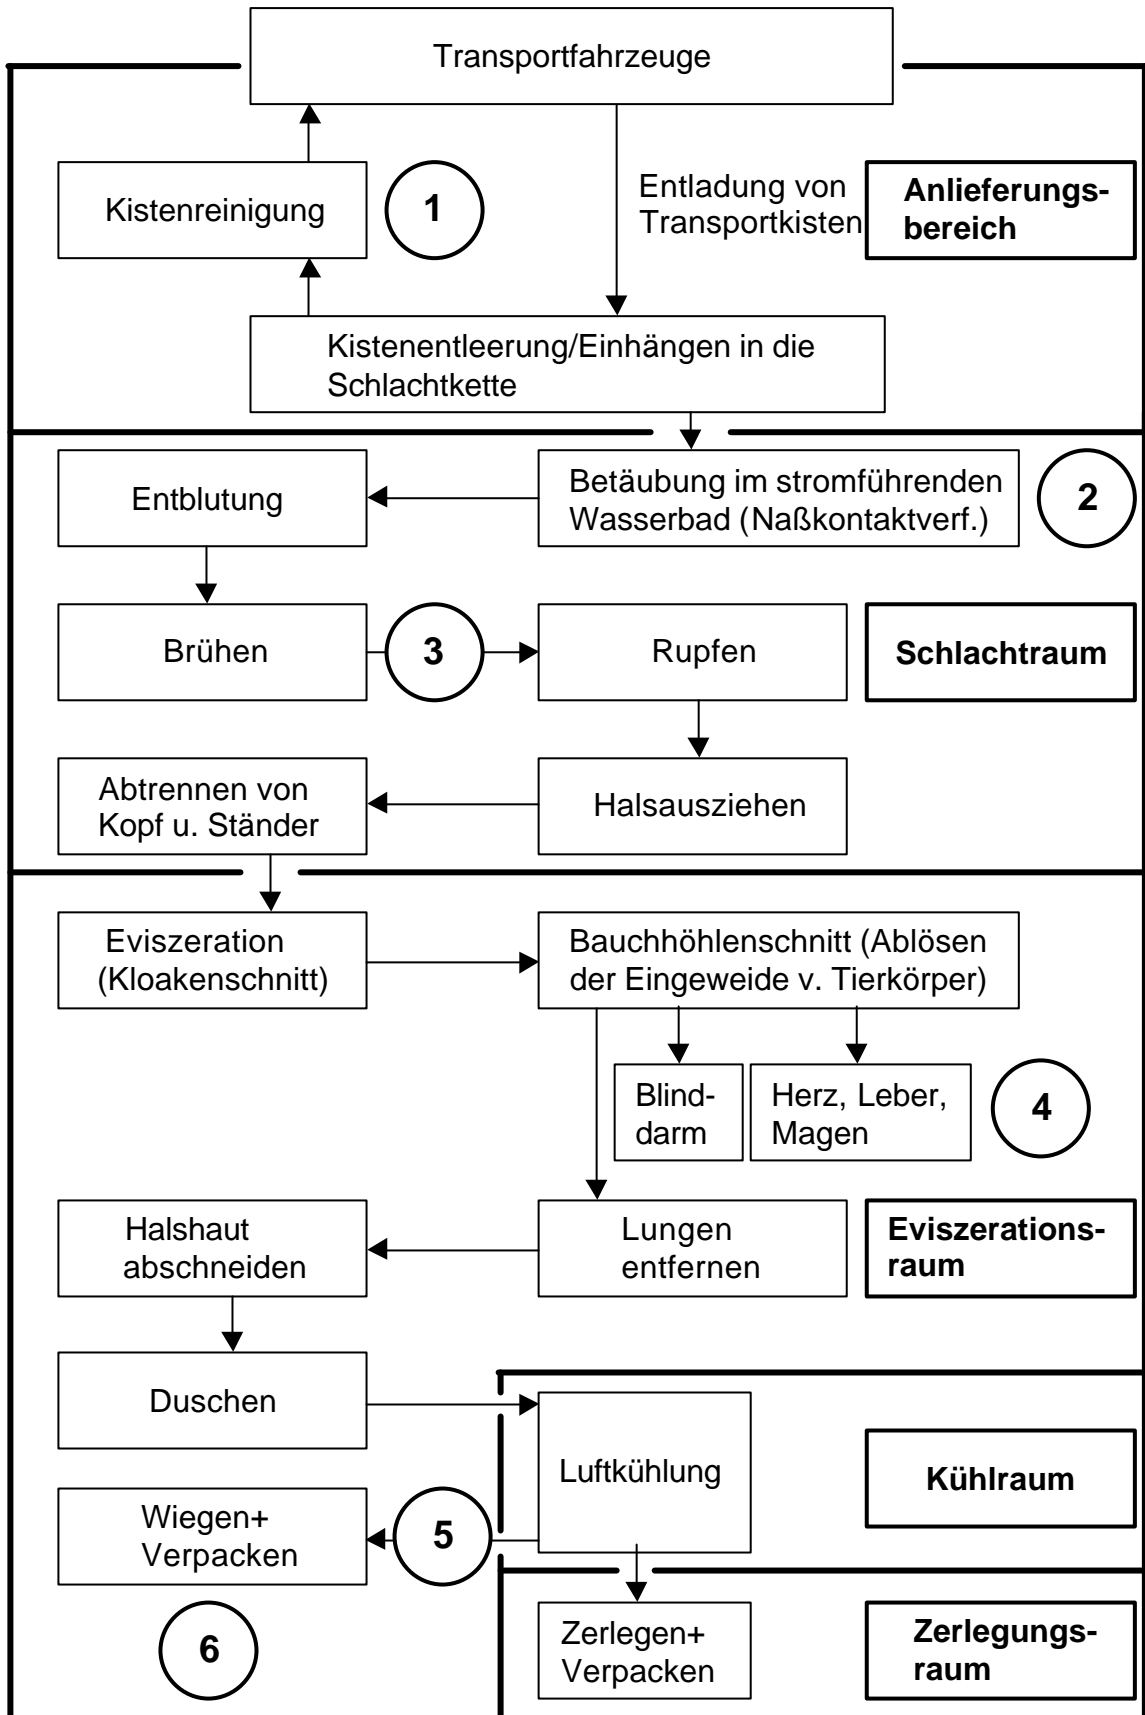 Transportfahrzeuge
Kistenreinigung
1
Entladung von
Transportkisten
Anlieferungs-
bereich
Kistenentleerung/Einhängen in die
Schlachtkette
Entblutung
Betäubung im stromführenden
Wasserbad (Naßkontaktverf.)
2
Brühen
3
Rupfen
Schlachtraum
Abtrennen von
Kopf u. Ständer
Halsausziehen
Eviszeration
(Kloakenschnitt)
Bauchhöhlenschnitt (Ablösen
der Eingeweide v. Tierkörper)
Blind-
darm
Herz, Leber,
Magen
4
Halshaut
abschneiden
Lungen
entfernen
Eviszerations-
raum
Duschen
Luftkühlung
Kühlraum
Wiegen+
Verpacken
5
6
Zerlegen+
Verpacken
Zerlegungs-
raum